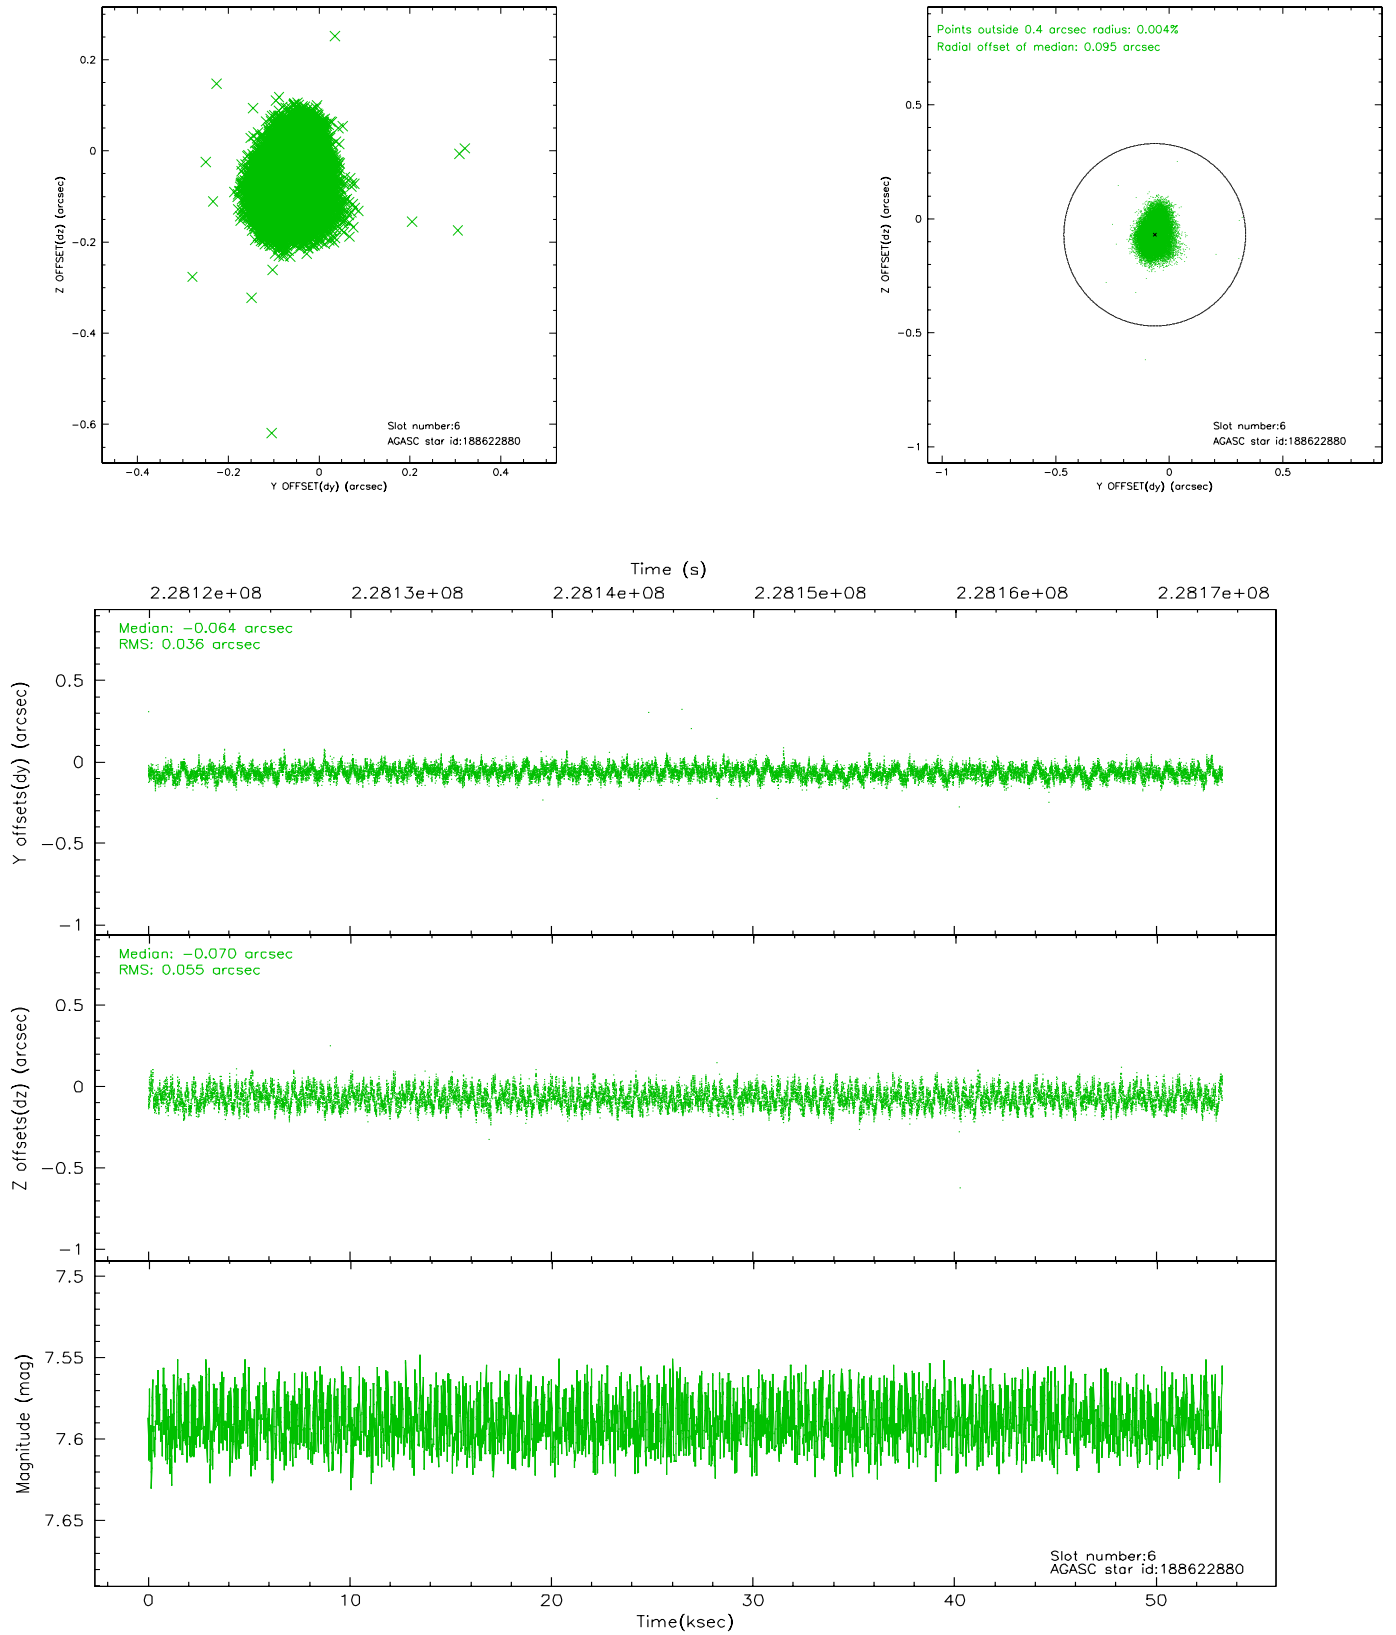 0.2
0
-0.2
-0.4
-0.6
Z OFFSET(dz) (arcsec)
Slot number:6
AGASC star id:188622880
-0.4
-0.2
0
0.2
0.4
Y OFFSET(dy) (arcsec)
Points outside 0.4 arcsec radius: 0.004%
Radial offset of median: 0.095 arcsec
0.5
0
-0.5
-1
Z OFFSET(dz) (arcsec)
Slot number:6
AGASC star id:188622880
-1
-0.5
0
0.5
Y OFFSET(dy) (arcsec)
Time (s)
2.2812e+08
2.2813e+08
2.2814e+08
2.2815e+08
2.2816e+08
2.2817e+08
Median: -0.064 arcsec
RMS: 0.036 arcsec
0.5
0
-0.5
-1
Y offsets(dy) (arcsec)
Median: -0.070 arcsec
RMS: 0.055 arcsec
0.5
0
-0.5
-1
Z offsets(dz) (arcsec)
7.5
7.55
7.6
7.65
Magnitude (mag)
Slot number:6
AGASC star id:188622880
0
10
20
30
40
50
Time(ksec)